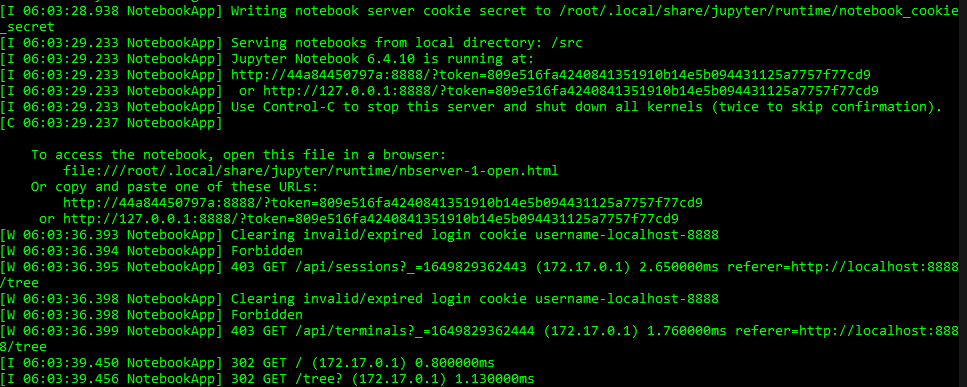 [I 06:03:28.938 NotebookApp] Writing notebook server cookie secret to /root/.local/share/jupyter/runtime/notebook_cookie
_secret
[I 06:03:29.233 NotebookApp] Serving notebooks from local directory: /src
[I 06:03:29.233 NotebookApp] Jupyter Notebook 6.4.10 is running at:
[I 06:03:29.233 NotebookApp] http://44a84450797a:8888/?token=809e516fa4240841351910b14e5b094431125a7757f77cd9
[I 06:03:29.233 NotebookApp]  or http://127.0.0.1:8888/?token=809e516fa4240841351910b14e5b094431125a7757f77cd9
[I 06:03:29.233 NotebookApp] Use Control-C to stop this server and shut down all kernels (twice to skip confirmation).
[C 06:03:29.237 NotebookApp]
    To access the notebook, open this file in a browser:
        file:///root/.local/share/jupyter/runtime/nbserver-1-open.html
    Or copy and paste one of these URLs:
        http://44a84450797a:8888/?token=809e516fa4240841351910b14e5b094431125a7757f77cd9
     or http://127.0.0.1:8888/?token=809e516fa4240841351910b14e5b094431125a7757f77cd9
[W 06:03:36.393 NotebookApp] Clearing invalid/expired login cookie username-localhost-8888
[W 06:03:36.394 NotebookApp] Forbidden
[W 06:03:36.395 NotebookApp] 403 GET /api/sessions?_=1649829362443 (172.17.0.1) 2.650000ms referer=http://localhost:8888
/tree
[W 06:03:36.398 NotebookApp] Clearing invalid/expired login cookie username-localhost-8888
[W 06:03:36.398 NotebookApp] Forbidden
[W 06:03:36.399 NotebookApp] 403 GET /api/terminals?_=1649829362444 (172.17.0.1) 1.760000ms referer=http://localhost:888
8/tree
[I 06:03:39.450 NotebookApp] 302 GET / (172.17.0.1) 0.800000ms
[I 06:03:39.456 NotebookApp] 302 GET /tree? (172.17.0.1) 1.130000ms